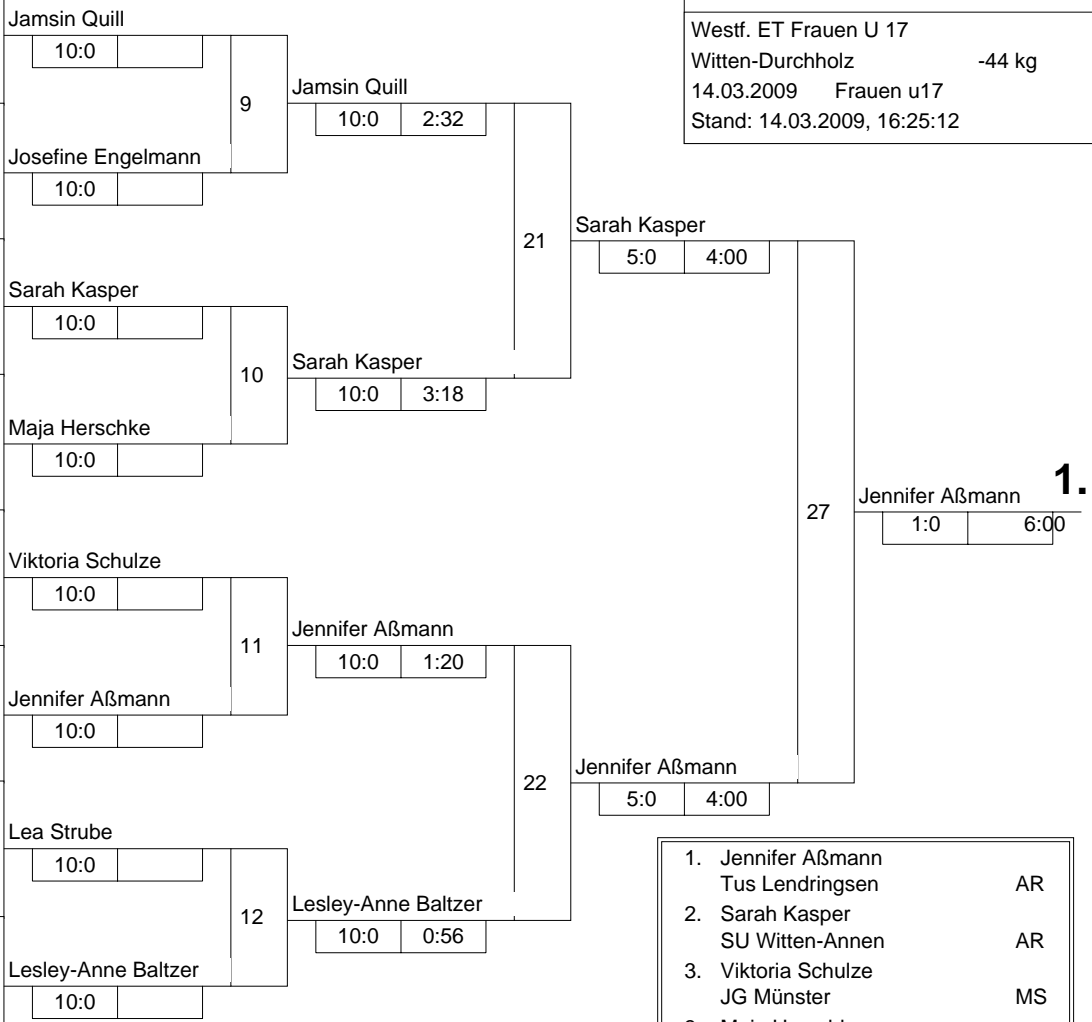 Jamsin Quill
10:0
Westf. ET Frauen U 17
Witten-Durchholz -44 kg
14.03.2009 Frauen u17
Stand: 14.03.2009, 16:25:12
9
Jamsin Quill
10:0 2:32
Josefine Engelmann
10:0
21
Sarah Kasper
5:0 4:00
Sarah Kasper
10:0
10
Sarah Kasper
10:0 3:18
Maja Herschke
10:0
27
Jennifer Aßmann 1.
1:0 6:00
Viktoria Schulze
10:0
11
Jennifer Aßmann
10:0 1:20
Jennifer Aßmann
10:0
22
Jennifer Aßmann
5:0 4:00
Lea Strube
10:0
12
Lesley-Anne Baltzer
10:0 0:56
Lesley-Anne Baltzer
10:0
1. Jennifer Aßmann
Tus Lendringsen AR
2. Sarah Kasper
SU Witten-Annen AR
3. Viktoria Schulze
JG Münster MS